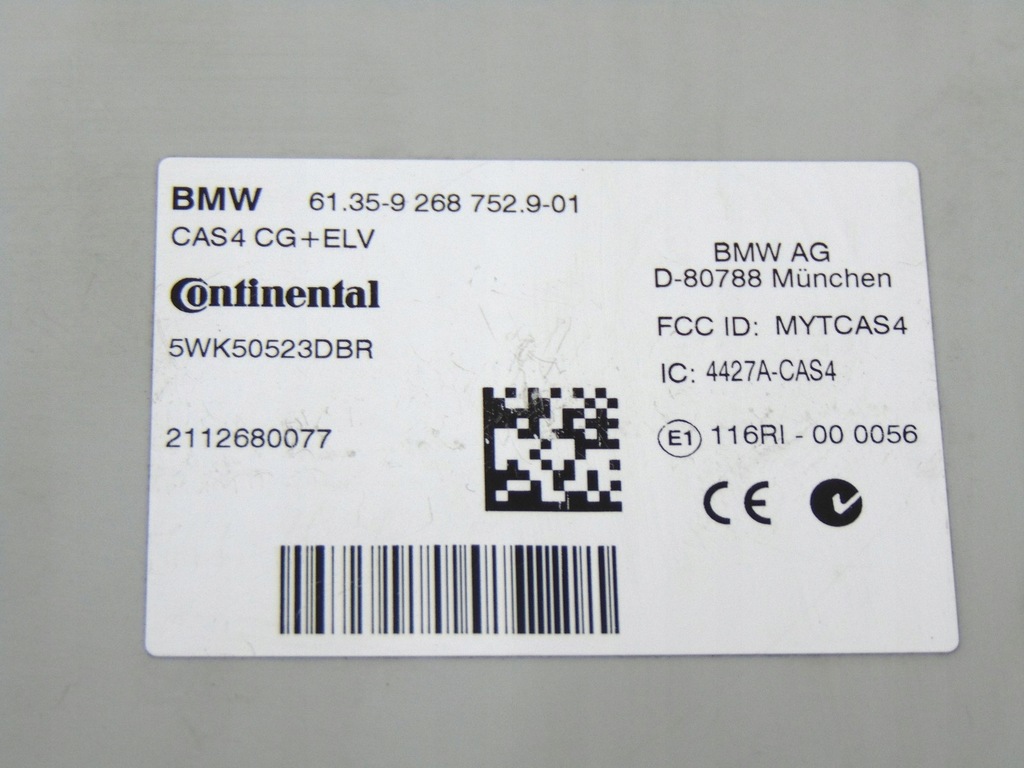 BMW 61.35-9 268 752.9-01
CAS4 CG+ELV
Continental
5WK50523DBR
2112680077
BMW AG
D-80788 München
FCC ID: MYTCAS4
IC: 4427A-CAS4
E1 116RI - 00 0056
CE